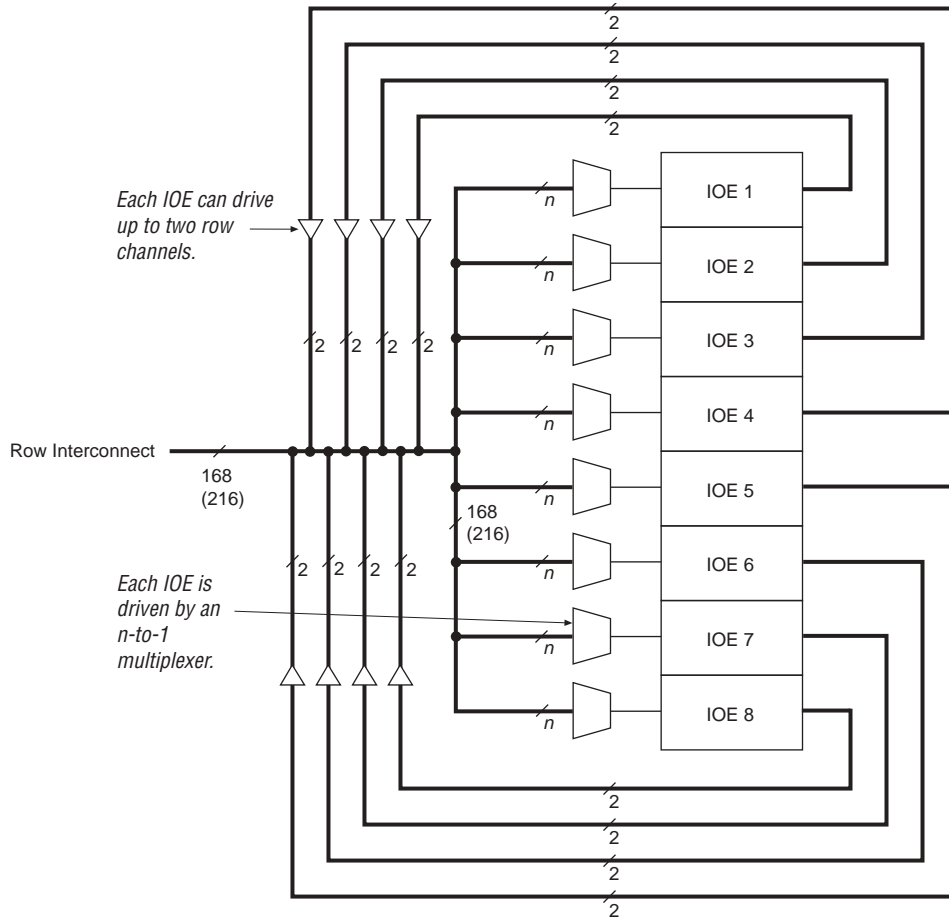 2
2
2
2
Each IOE can drive
up to two row
channels.
n
IOE 1
n
IOE 2
2
2
2
2
n
IOE 3
n
IOE 4
Row Interconnect
168
(216)
n
IOE 5
168
(216)
2
2
2
2
n
IOE 6
Each IOE is
driven by an
n-to-1
multiplexer.
n
IOE 7
n
IOE 8
2
2
2
2